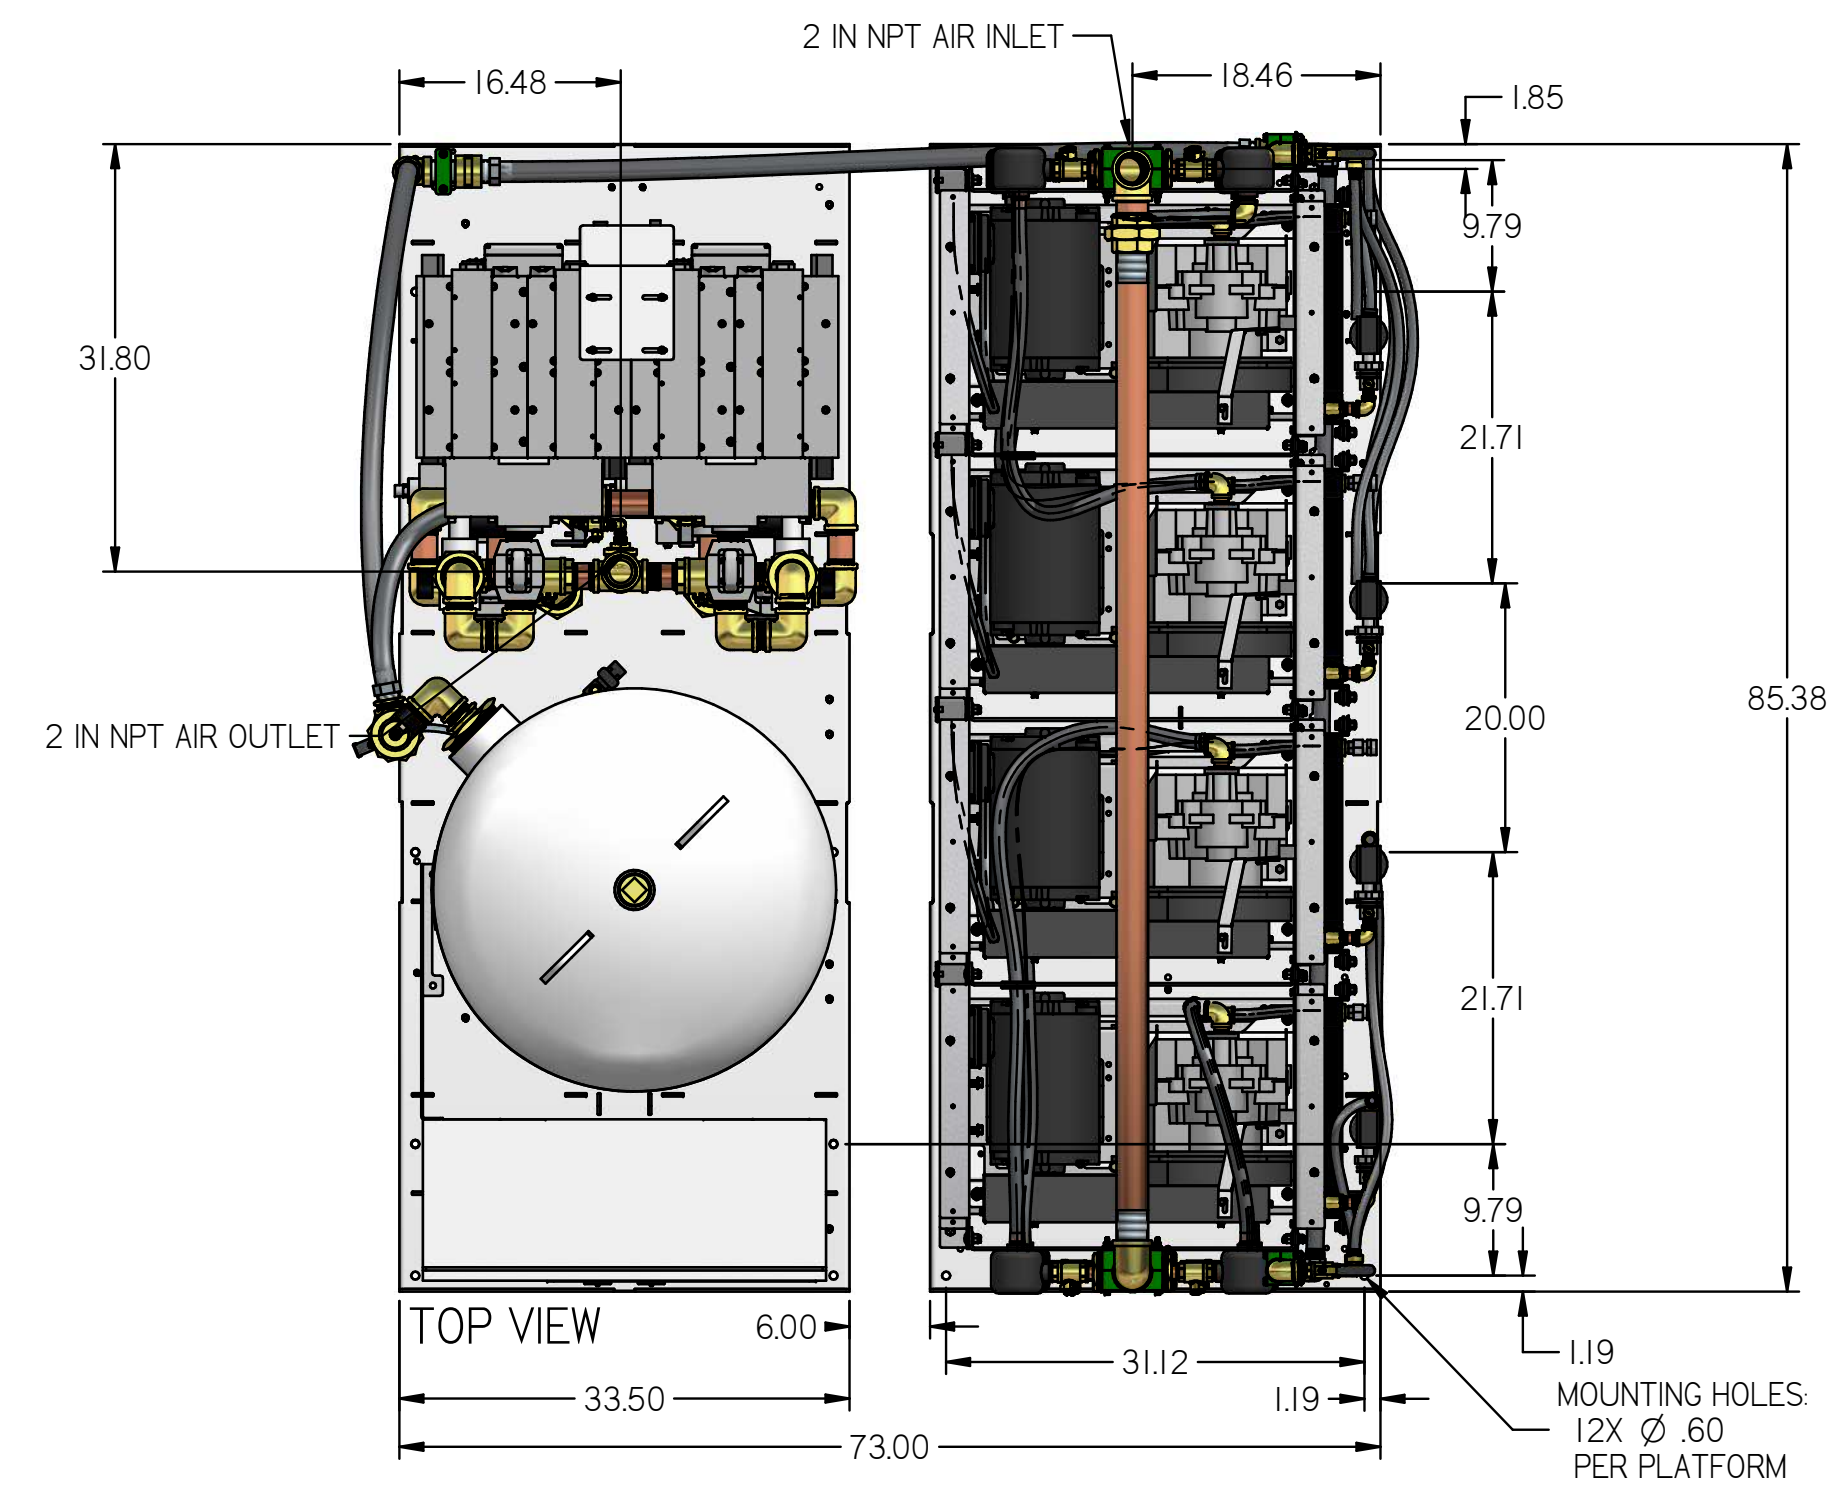 2 IN NPT AIR INLET
16.48
18.46
1.85
9.79
31.80
21.71
2 IN NPT AIR OUTLET
20.00
85.38
21.71
9.79
TOP VIEW
6.00
1.19
31.12
MOUNTING HOLES:
12X Ø .60
PER PLATFORM
33.50
1.19
73.00